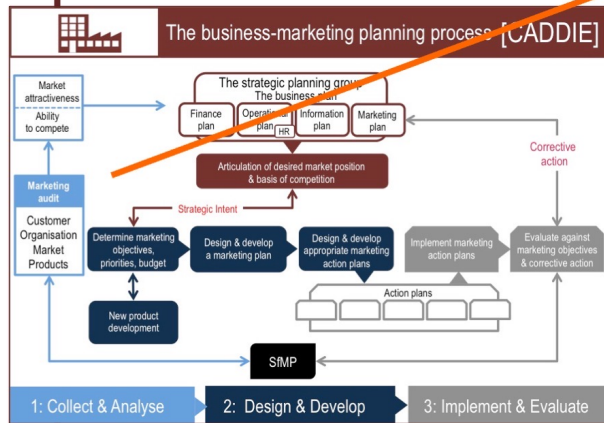 The business-marketing planning process [CADDIE]
Market
attractiveness
Ability
to compete
The strategic planning group
The business plan
Finance
plan
Operational
plan
HR
Information
plan
Marketing
plan
Articulation of desired market position
& basis of competition
Corrective
action
Marketing
audit
Customer
Organisation
Market
Products
Strategic Intent
Determine marketing
objectives,
priorities, budget
Design & develop
a marketing plan
Design & develop
appropriate marketing
action plans
Implement marketing
action plans
Evaluate against
marketing objectives
& corrective action
Action plans
New product
development
SfMP
1: Collect & Analyse
2: Design & Develop
3: Implement & Evaluate